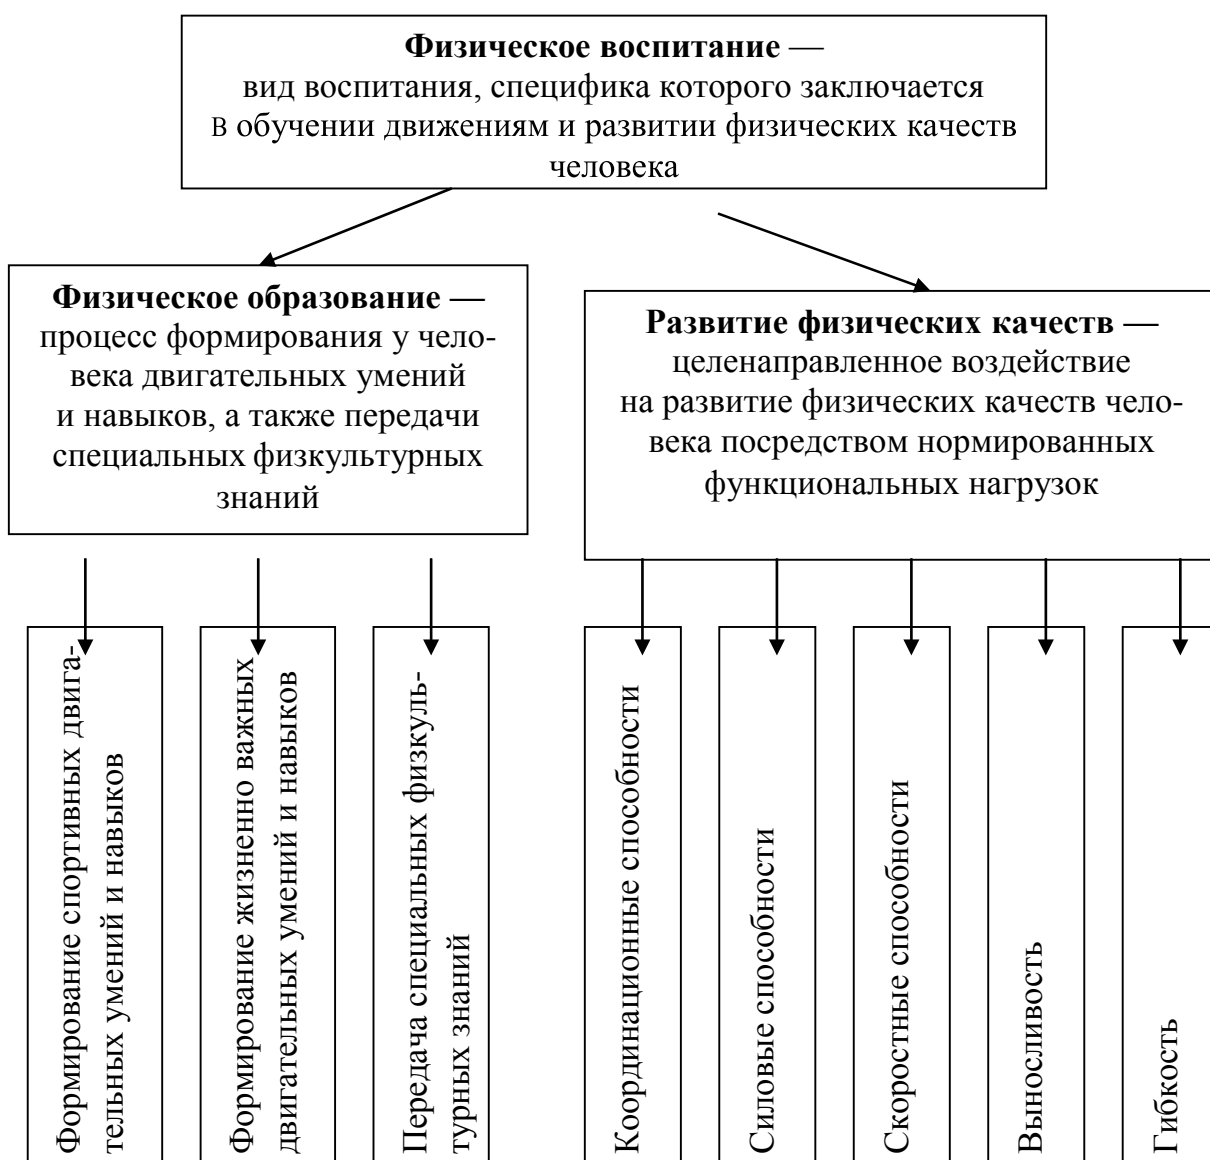 Физическое воспитание —
вид воспитания, специфика которого заключается
В обучении движениям и развитии физических качеств
человека
Физическое образование —
процесс формирования у чело-
века двигательных умений
и навыков, а также передачи
специальных физкультурных
знаний
Развитие физических качеств —
целенаправленное воздействие
на развитие физических качеств чело-
века посредством нормированных
функциональных нагрузок
Формирование спортивных двига-
тельных умений и навыков
Формирование жизненно важных
двигательных умений и навыков
Передача специальных физкуль-
турных знаний
Координационные способности
Силовые способности
Скоростные способности
Выносливость
Гибкость